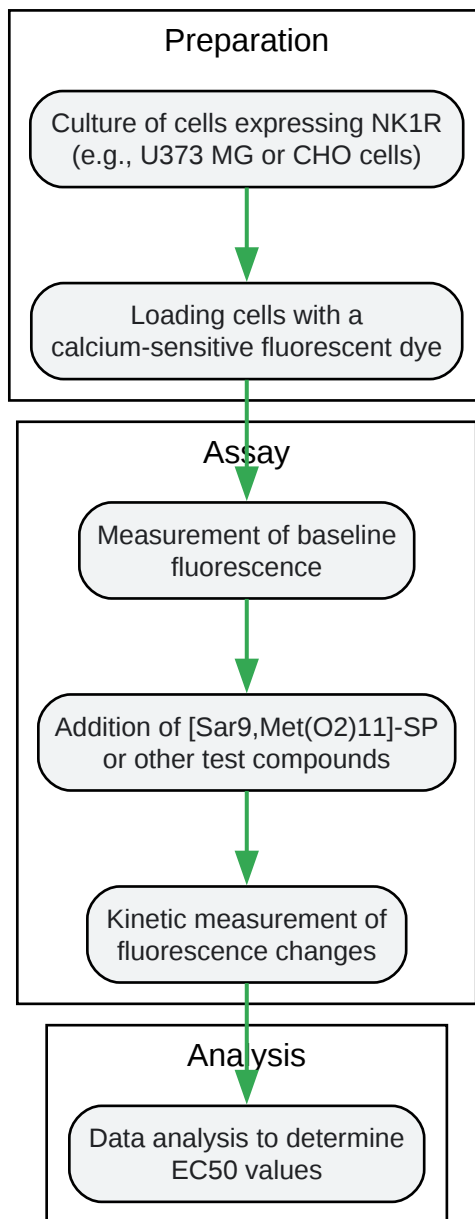 Preparation
Culture of cells expressing NK1R
(e.g., U373 MG or CHO cells)
Loading cells with a
calcium-sensitive fluorescent dye
Assay
Measurement of baseline
fluorescence
Addition of [Sar9,Met(O2)11]-SP
or other test compounds
Kinetic measurement of
fluorescence changes
Analysis
Data analysis to determine
EC50 values